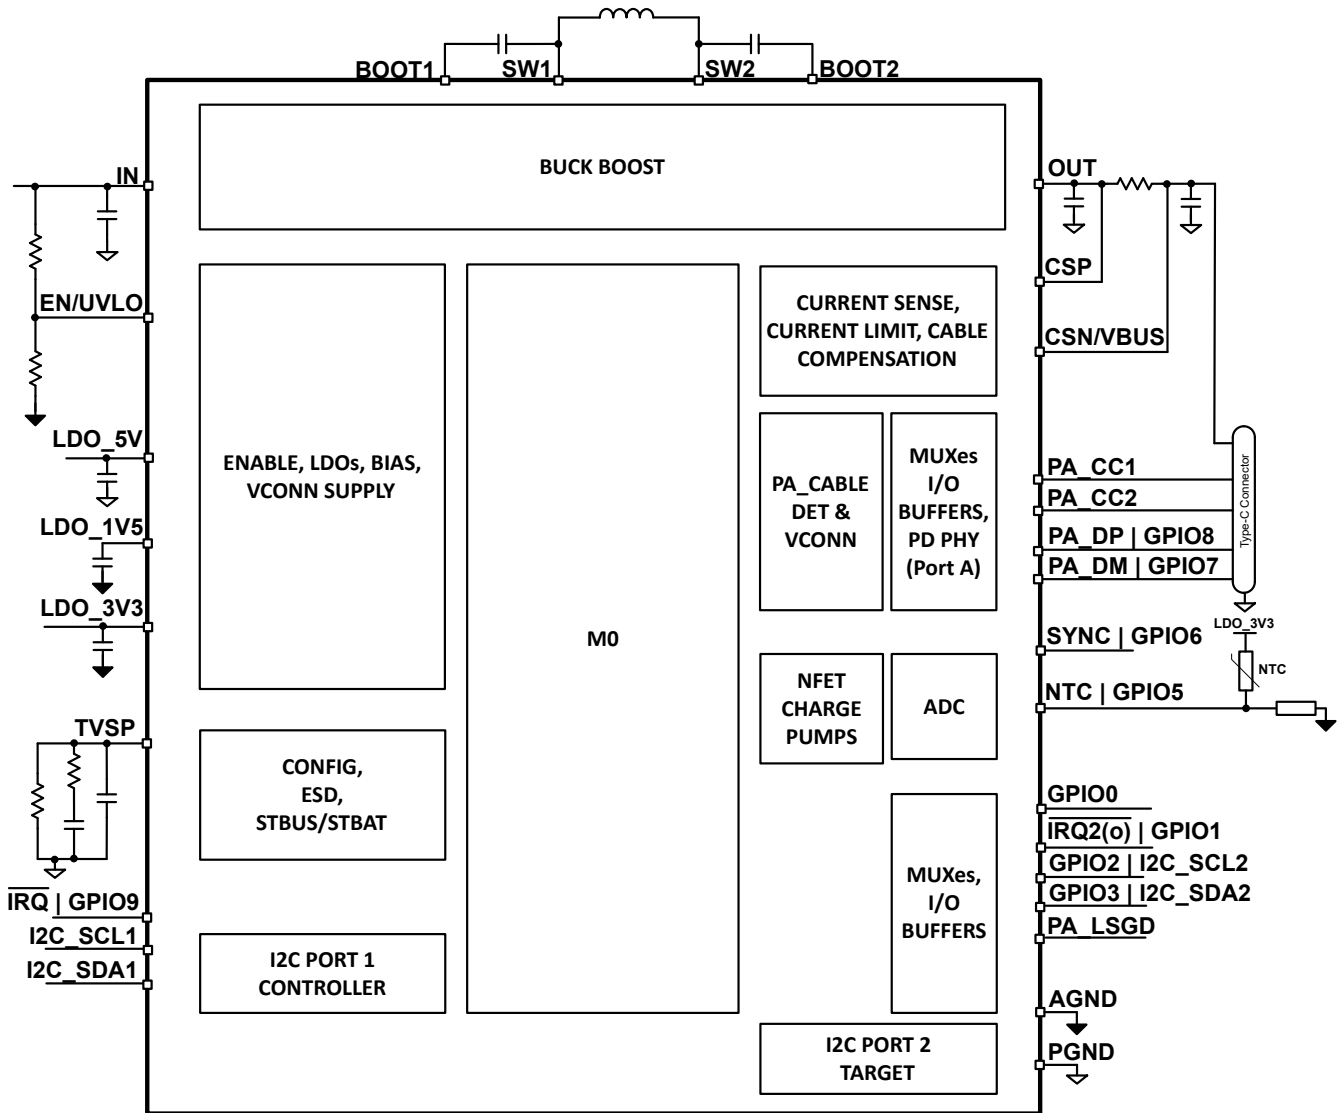 BOOT1
SW1
SW2
BOOT2
BUCK BOOST
IN
EN/UVLO
LDO_5V
LDO_1V5
LDO_3V3
TVSP
IRQ | GPIO9
I2C_SCL1
I2C_SDA1
ENABLE, LDOs, BIAS,
VCONN SUPPLY
CONFIG,
ESD,
STBUS/STBAT
I2C PORT 1
CONTROLLER
M0
CURRENT SENSE,
CURRENT LIMIT, CABLE
COMPENSATION
PA_CABLE
DET &
VCONN
MUXes
I/O
BUFFERS,
PD PHY
(Port A)
NFET
CHARGE
PUMPS
ADC
MUXes,
I/O
BUFFERS
I2C PORT 2
TARGET
OUT
CSP
CSN/VBUS
PA_CC1
PA_CC2
PA_DP | GPIO8
PA_DM | GPIO7
Type-C Connector
SYNC | GPIO6
LDO_3V3
NTC
NTC | GPIO5
GPIO0
IRQ2(o) | GPIO1
GPIO2 | I2C_SCL2
GPIO3 | I2C_SDA2
PA_LSGD
AGND
PGND